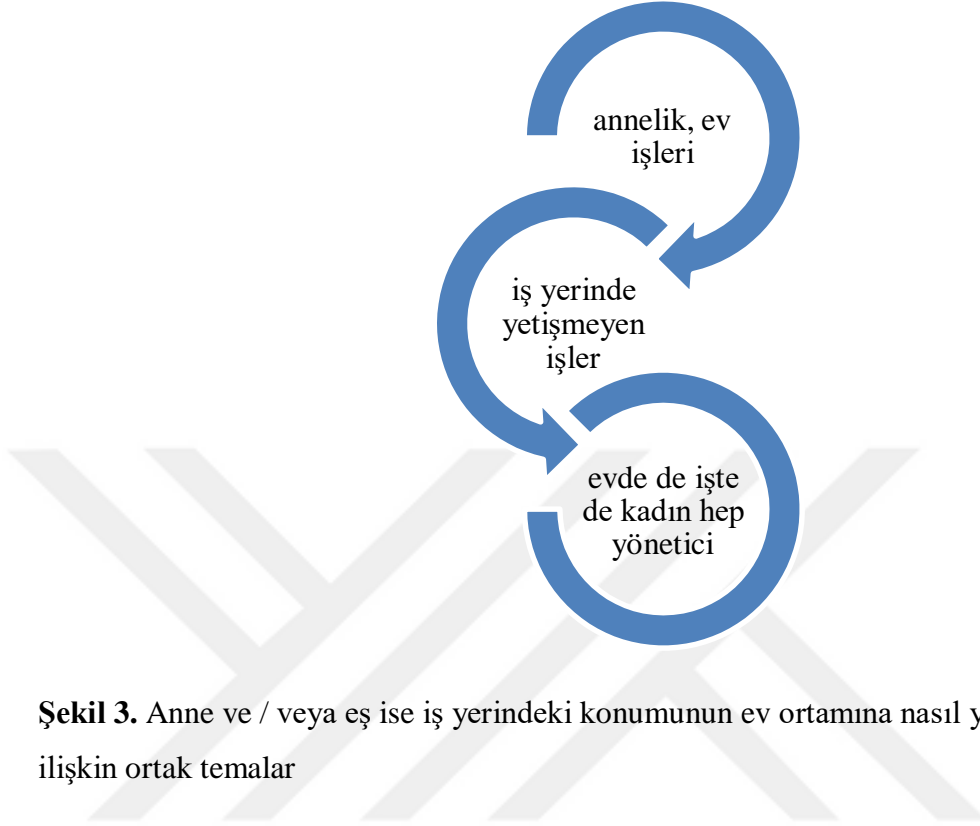 annelik, ev
işleri
iş yerinde
yetişmeyen
işler
evde de işte
de kadın hep
yönetici
Şekil 3. Anne ve / veya eş ise iş yerindeki konumunun ev ortamına nasıl
ilişkin ortak temalar